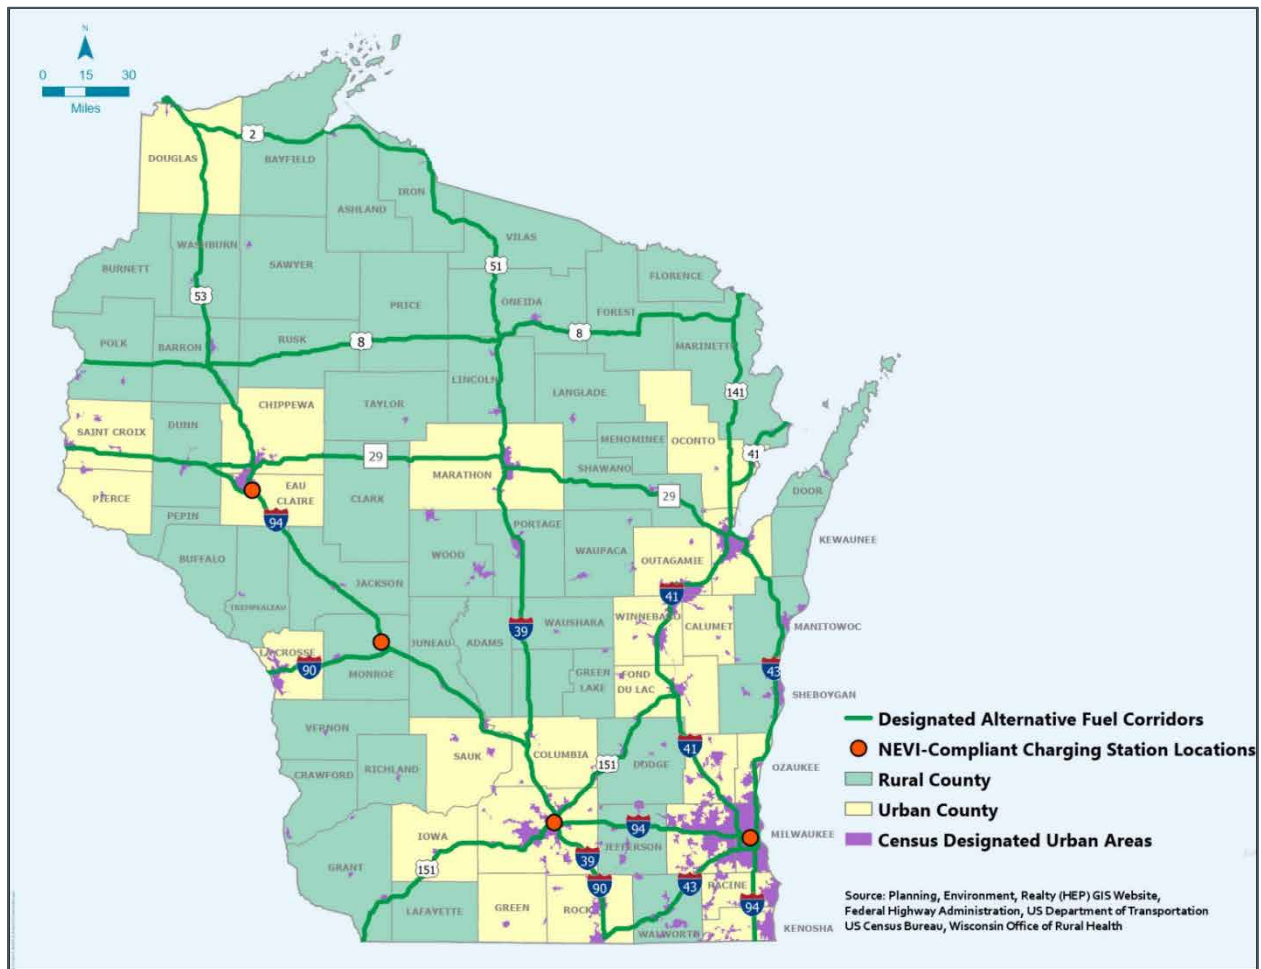 N
0 15 30
Miles
2
DOUGLAS
BAYFIELD
IRON
ASHLAND
VILAS
WASHBURN
SAWYER
BURNETT
51
FLORENCE
53
PRICE
ONEIDA
FOREST
8
8
POLK
BARRON
RUSK
MARINETTE
LINCOLN
LANGLADE
141
CHIPPEWA
TAYLOR
SAINT CROIX
DUNN
MENOMINEE
OCONTO
29
41
MARATHON
SHAWANO
EAU
CLAIRE
PIERCE
CLARK
29
DOOR
PEPIN
94
PORTAGE
KEWAUNEE
BUFFALO
WOOD
WAUPACA
OUTAGAMIE
JACKSON
41
TREMPEALEAU
WINNEBAGO
39
WAUSHARA
CALUMET
MANITOWOC
JUNEAU
ADAMS
LA CROSSE
90
MONROE
GREEN
LAKE
FOND
DU LAC
43
SHEBOYGAN
VERNON
Designated Alternative Fuel Corridors
41
NEVI-Compliant Charging Station Locations
SAUK
COLUMBIA
151
DODGE
OZAUKEE
CRAWFORD
RICHLAND
Rural County
Urban County
94
IOWA
MILWAUKEE
Census Designated Urban Areas
JEFFERSON
39
GRANT
151
90
43
RACINE
LAFAYETTE
GREEN
ROCK
94
WALWORTH
KENOSHA
Source: Planning, Environment, Realty (HEP) GIS Website,
Federal Highway Administration, US Department of Transportation
US Census Bureau, Wisconsin Office of Rural Health